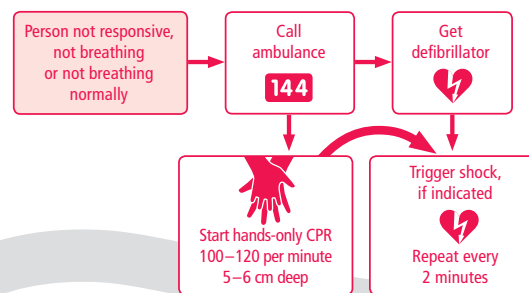 Person not responsive,
not breathing
or not breathing
normally
Call
ambulance
144
Get
defibrillator
Start hands-only CPR
100–120 per minute
5–6 cm deep
Trigger shock,
if indicated
Repeat every
2 minutes